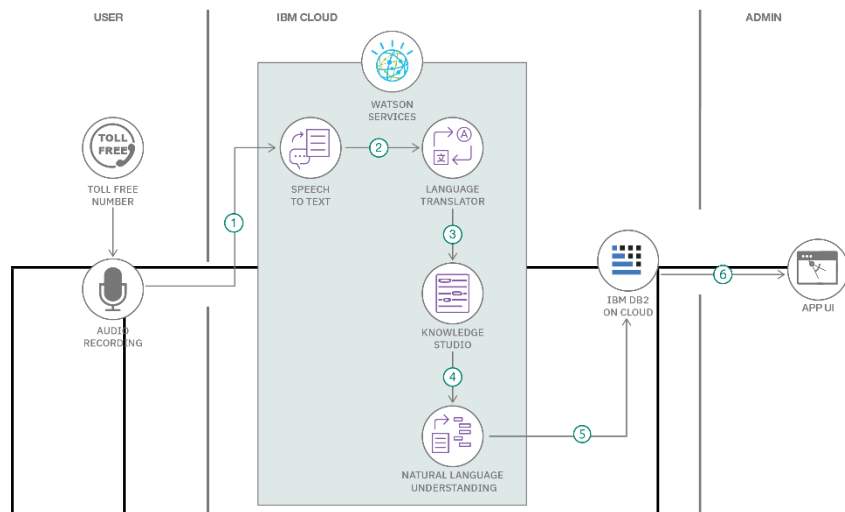 USER
IBM CLOUD
ADMIN
WATSON
SERVICES
TOLL
FREE
TOLL FREE
NUMBER
1
SPEECH
TO TEXT
2
A
文
LANGUAGE
TRANSLATOR
3
AUDIO
RECORDING
KNOWLEDGE
STUDIO
4
NATURAL LANGUAGE
UNDERSTANDING
5
IBM DB2
ON CLOUD
6
APP UI